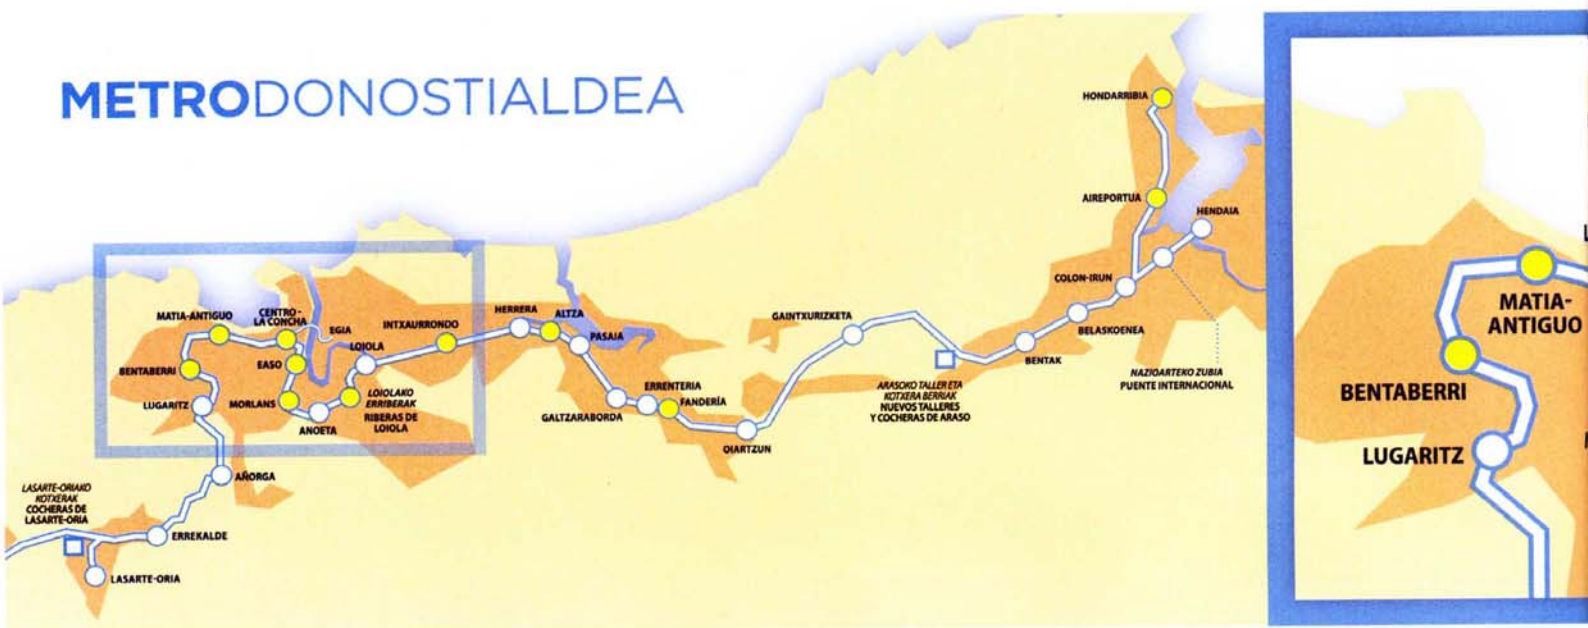 METRODONOSTIALDEA
HONDARRIBIA
AIREPORTUA
HENDAIA
COLON-IRUN
BELASKOENEA
BENTAK
NAZIOARTEKO ZUBIA
PUENTE INTERNACIONAL
GAINTXURIZKETA
ARASOKO TALLER ETA
KOTXERA BERRIAK
NUEVOS TALLERES
Y COCHERAS DE ARASO
MATIA-ANTIGUO
CENTRO-
LA CONCHA
EGIA
INTXAURRONDO
HERRERA
ALTZA
PASAIA
BENTABERRI
EASO
LOIOLA
LUGARITZ
MORLANS
ANOETA
LOIOLAKO
ERRIBERAK
RIBERAS DE
LOIOLA
GALTZARABORDA
ERRENTERIA
FANDERÍA
OIARTZUN
AÑORGA
LASARTE-ORIAKO
KOTXERAK
COCHERAS DE
LASARTE-ORIA
ERREKALDE
LASARTE-ORIA
MATIA-
ANTIGUO
BENTABERRI
LUGARITZ